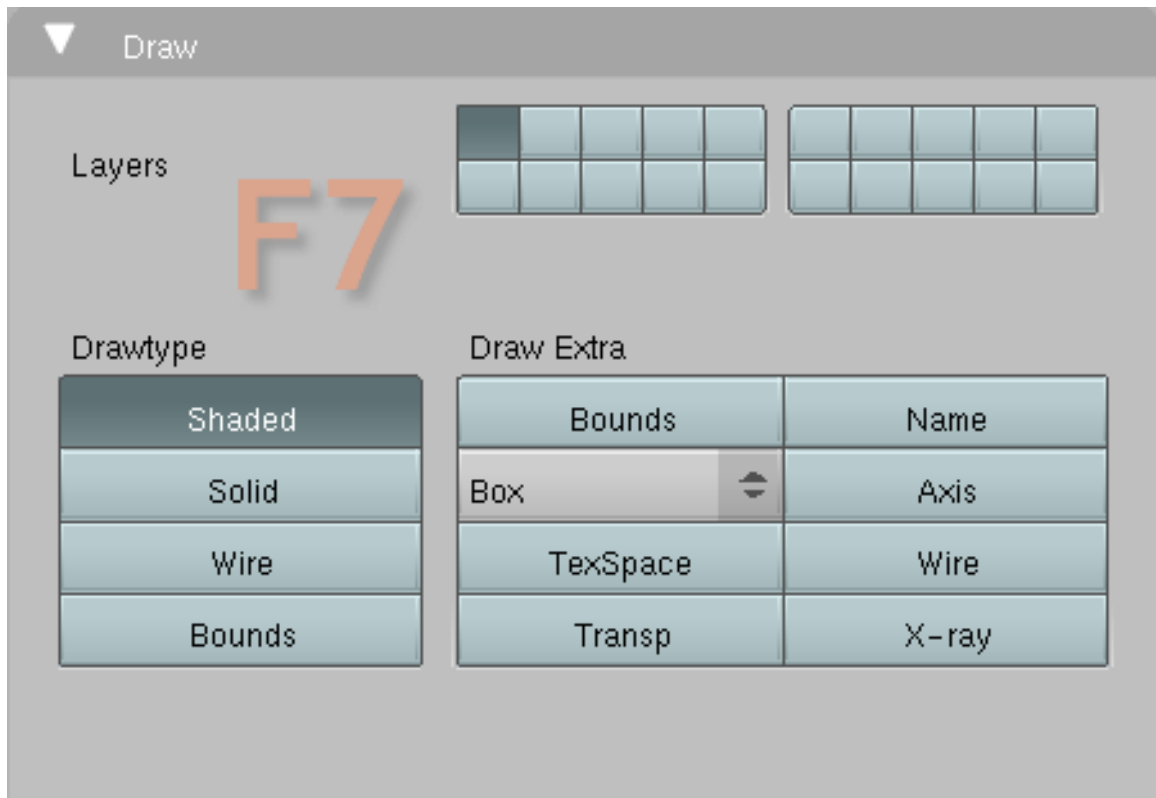 Draw
Layers
F7
Drawtype
Draw Extra
Shaded
Bounds
Name
Solid
Box
Axis
Wire
TexSpace
Wire
Bounds
Transp
X-ray